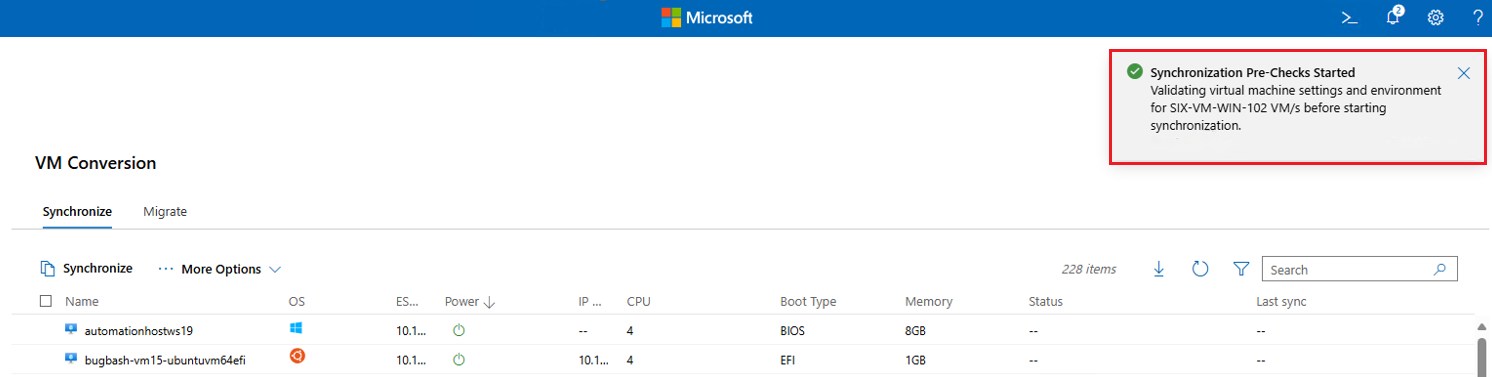 Microsoft
2
?
Synchronization Pre-Checks Started
Validating virtual machine settings and environment
for SIX-VM-WIN-102 VM/s before starting
synchronization.
VM Conversion
Synchronize Migrate
Synchronize ... More Options 228 items Search
Name OS ES... Power IP ... CPU Boot Type Memory Status Last sync
automationhostws19 10.1... -- 4 BIOS 8GB -- --
bugbash-vm15-ubuntuvm64efi 10.1... 10.1... 4 EFI 1GB -- --